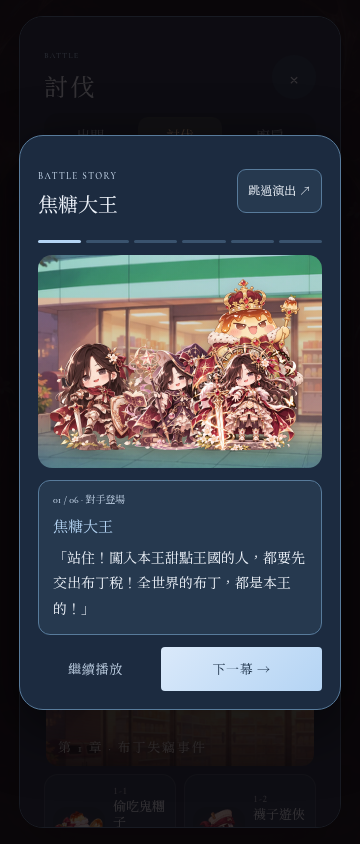 BATTLE
討伐
×
討伐
BATTLE STORY
焦糖大王
跳過演出 ↗
01 / 06 · 對手登場
焦糖大王
「站住！闖入本王甜點王國的人，都要先
交出布丁稅！全世界的布丁，都是本王
的！」
繼續播放
下一幕 →
布丁失竊事件
1-1
偷吃鬼糰
子
1-2
襪子遊俠